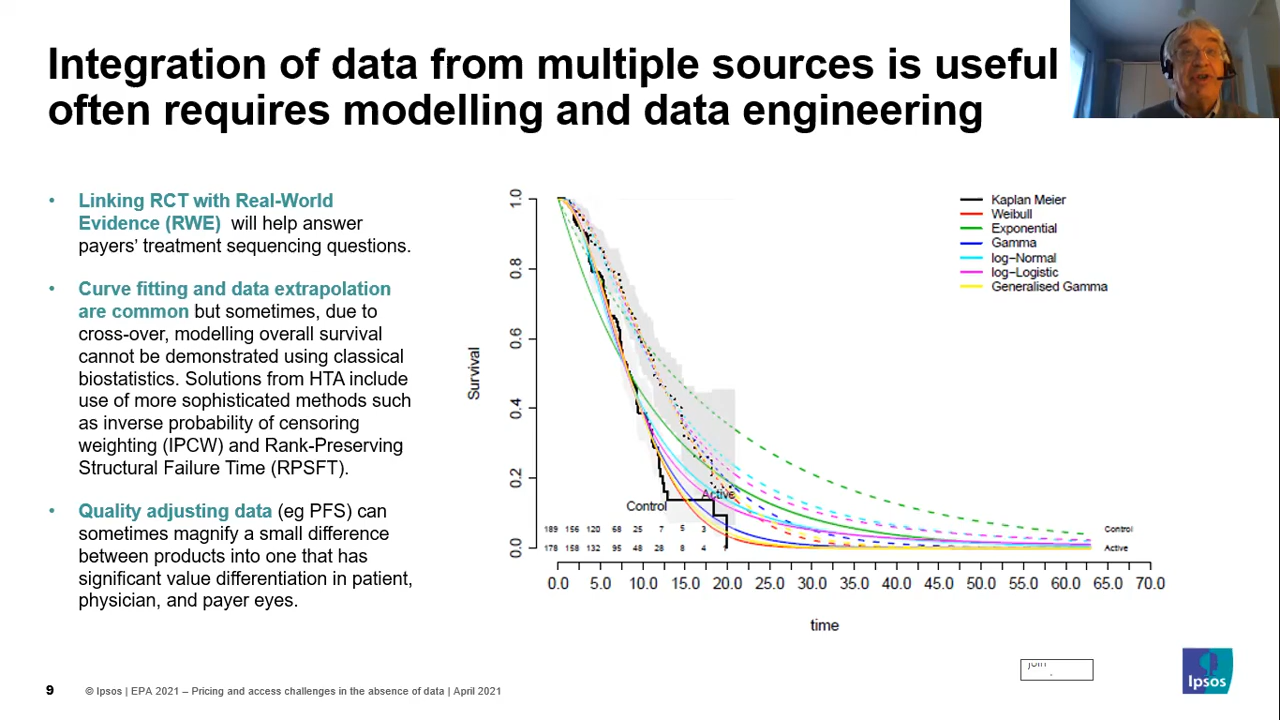 Integration of data from multiple sources is useful
often requires modelling and data engineering
• Linking RCT with Real-World
Evidence (RWE) will help answer
payers’ treatment sequencing questions.
• Curve fitting and data extrapolation
are common but sometimes, due to
cross-over, modelling overall survival
cannot be demonstrated using classical
biostatistics. Solutions from HTA include
use of more sophisticated methods such
as inverse probability of censoring
weighting (IPCW) and Rank-Preserving
Structural Failure Time (RPSFT).
• Quality adjusting data (eg PFS) can
sometimes magnify a small difference
between products into one that has
significant value differentiation in patient,
physician, and payer eyes.
Survival
1.0
0.8
0.6
0.4
0.2
0.0
Kaplan Meier
Weibull
Exponential
Gamma
log-Normal
log-Logistic
Generalised Gamma
Active
Control
189 156 120 68 25 7 5 3 Control
178 158 132 95 48 28 8 4 1 Active
0.0 5.0 10.0 15.0 20.0 25.0 30.0 35.0 40.0 45.0 50.0 55.0 60.0 65.0 70.0
time
9 © Ipsos | EPA 2021 – Pricing and access challenges in the absence of data | April 2021
Ipsos